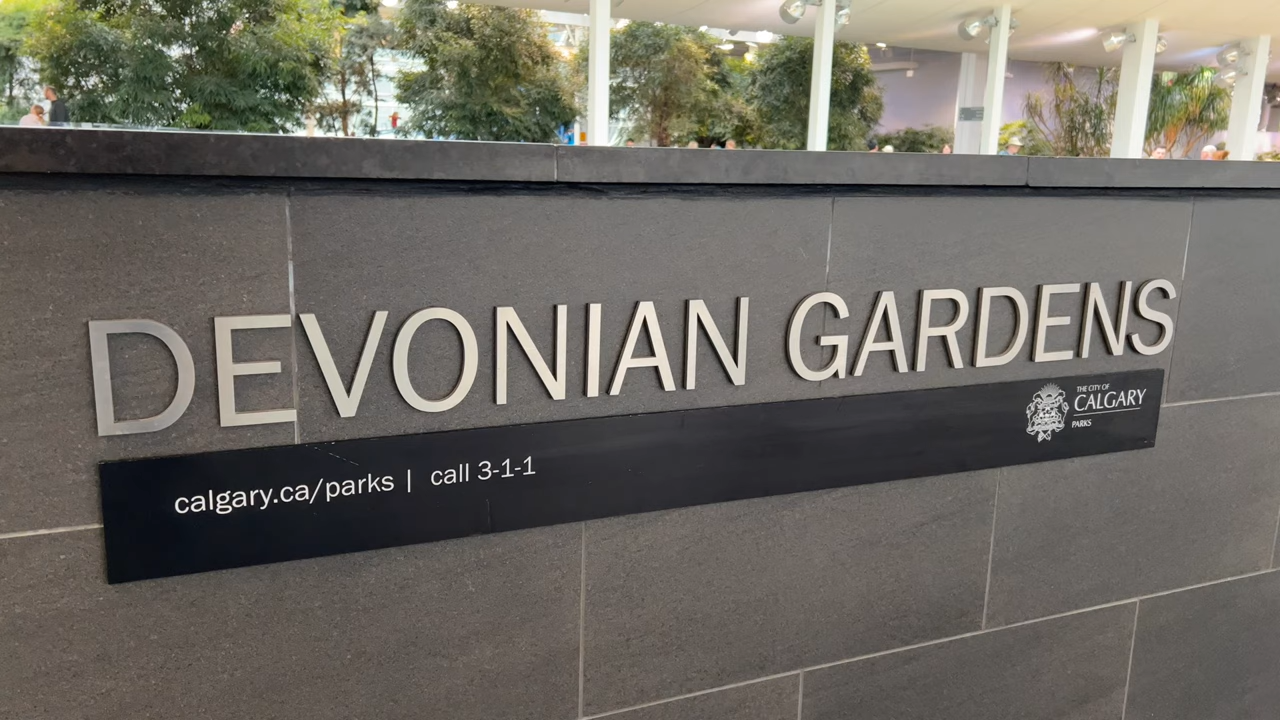 DEVONIAN GARDENS
calgary.ca/parks | call 3-1-1
THE CITY OF
CALGARY
PARKS